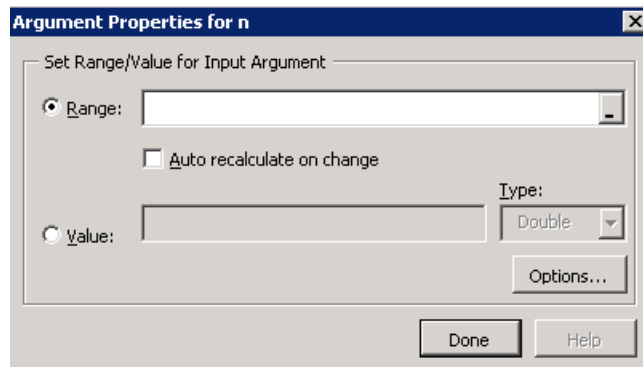 Argument Properties for n
Set Range/Value for Input Argument
Range:
Auto recalculate on change
Type:
Value:
Double
Options...
Done
Help